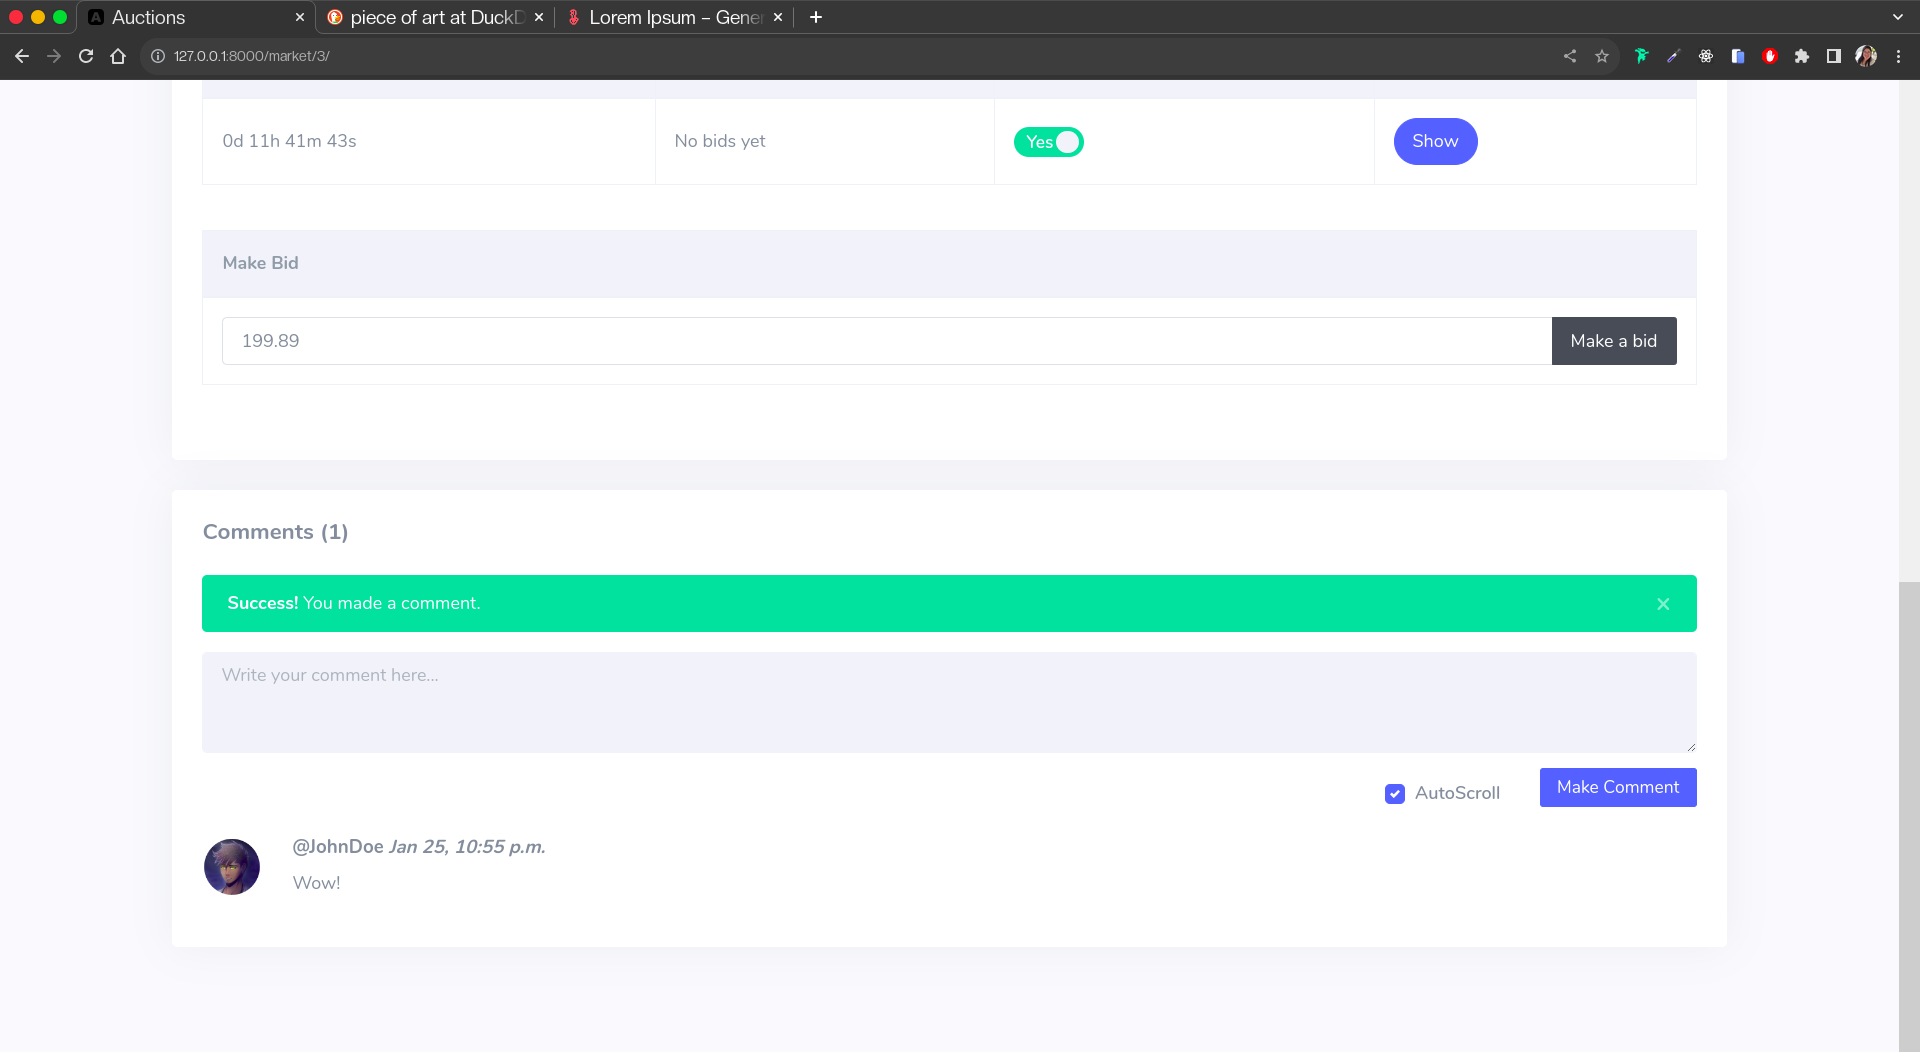 Auctions
piece of art at DuckD
Lorem Ipsum – Gener
127.0.0.1:8000/market/3/
0d 11h 41m 43s
No bids yet
Yes
Show
Make Bid
199.89
Make a bid
Comments (1)
Success! You made a comment.
Write your comment here...
AutoScroll
Make Comment
@JohnDoe Jan 25, 10:55 p.m.
Wow!